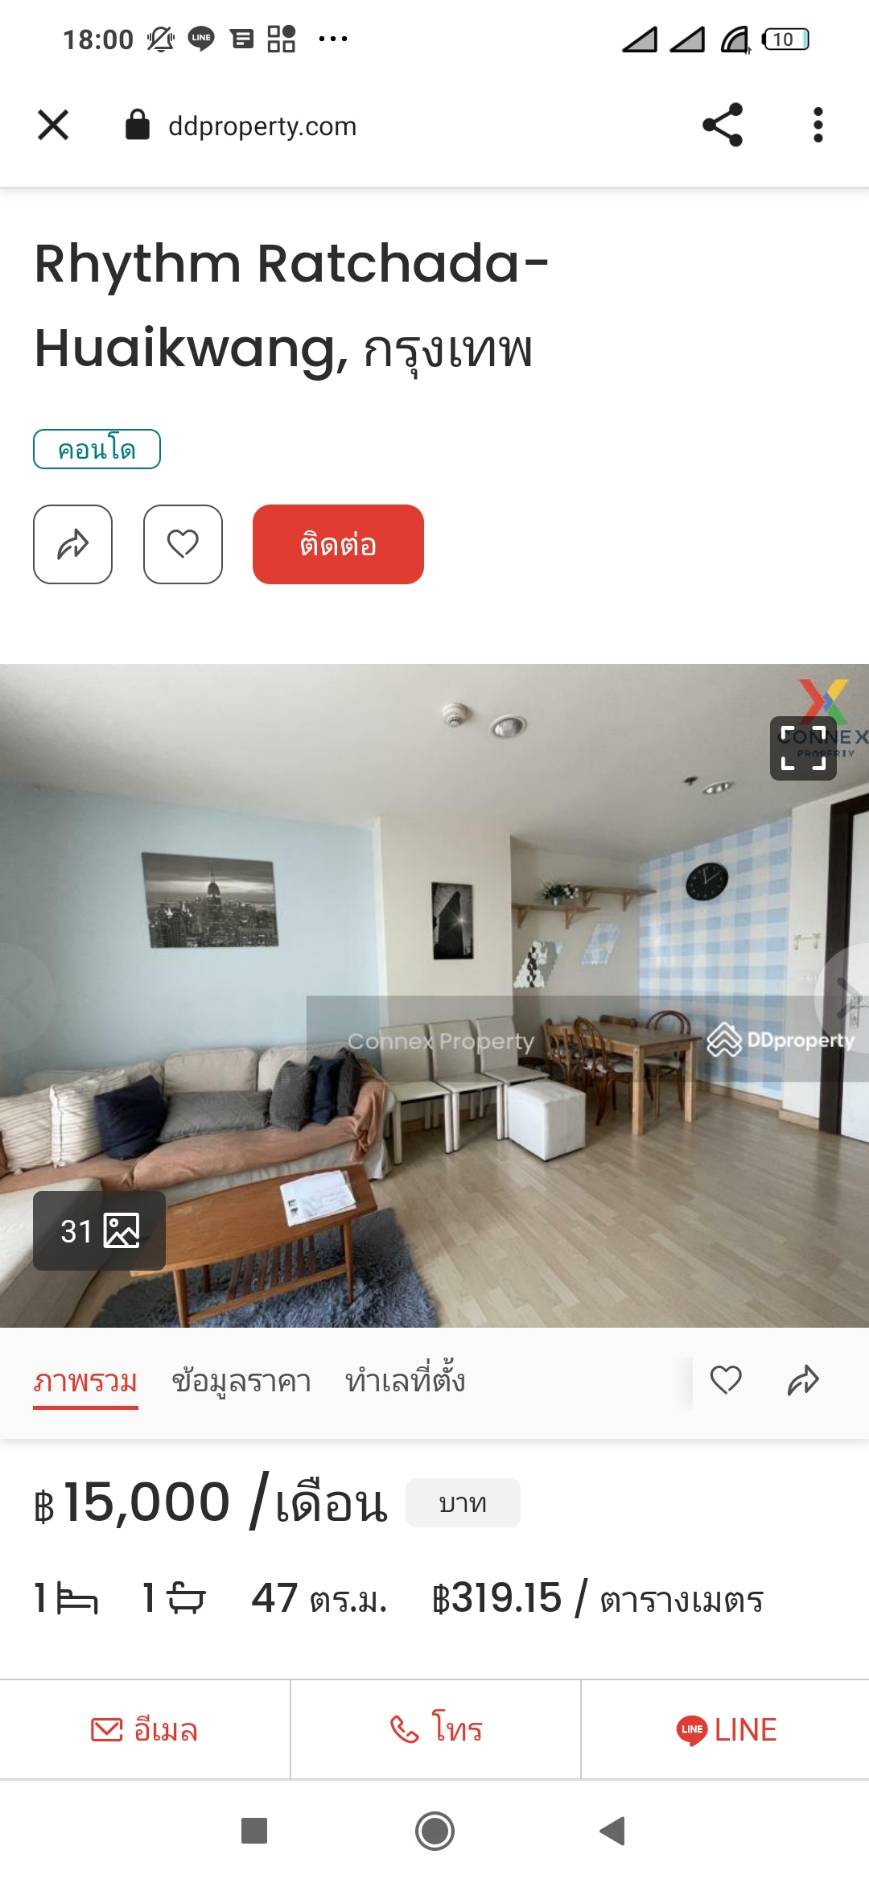 18:00
LINE
10
ddproperty.com
Rhythm Ratchada-
Huaikwang, กรุงเทพ
คอนโด
ติดต่อ
CONNEX
PROPERTY
Connex Property
DDproperty
31
ภาพรวม ข้อมูลราคา ทำเลที่ตั้ง
฿15,000 /เดือน บาท
1 1 47 ตร.ม. ฿319.15 / ตารางเมตร
อีเมล โทร LINE LINE